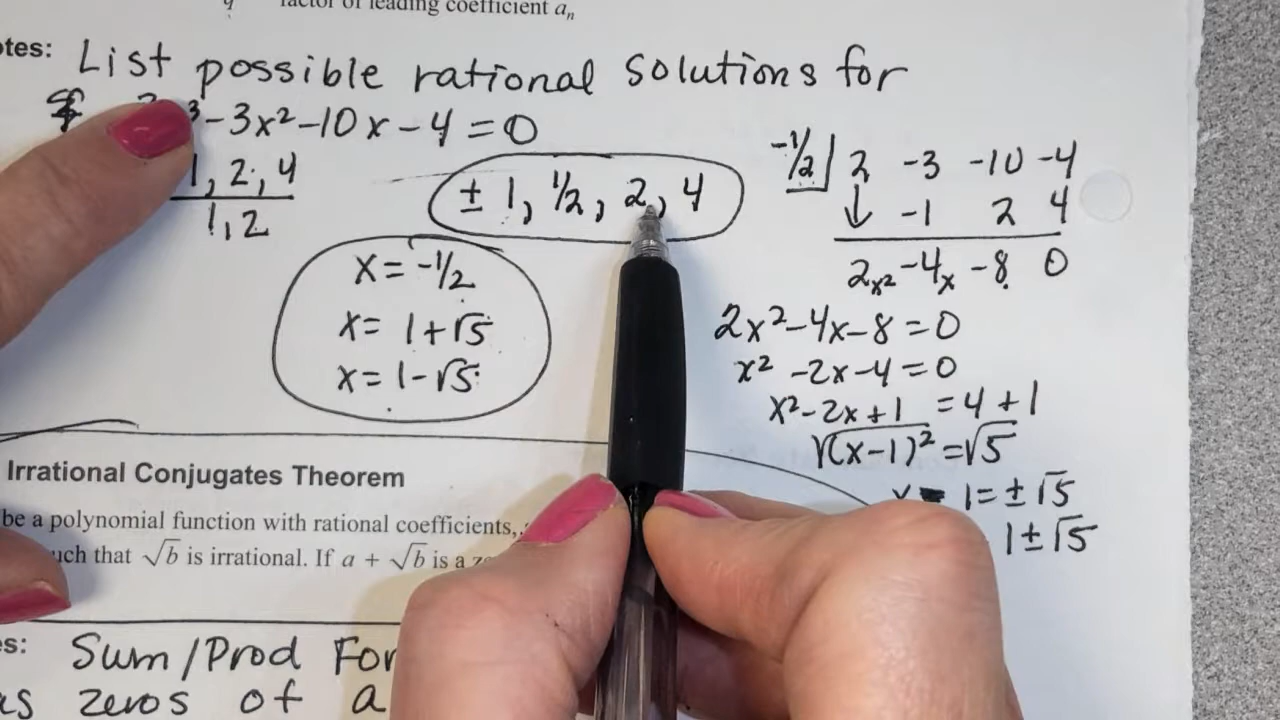 factor of leading coefficient aₙ
tes: List possible rational solutions for
³ - 3x² - 10x - 4 = 0
1, 2, 4
1, 2
± 1, ½, 2, 4
x = -½
x = 1 + √5
x = 1 - √5
-½ 2 -3 -10 -4
↓ -1 2 4
2x² - 4x - 8 0
2x² - 4x - 8 = 0
x² - 2x - 4 = 0
x² - 2x + 1 = 4 + 1
√(x - 1)² = √5
1 = ± √5
1 ± √5
Irrational Conjugates Theorem
be a polynomial function with rational coefficients,
uch that √b is irrational. If a + √b is a
s: Sum/Prod For
as zeros of a